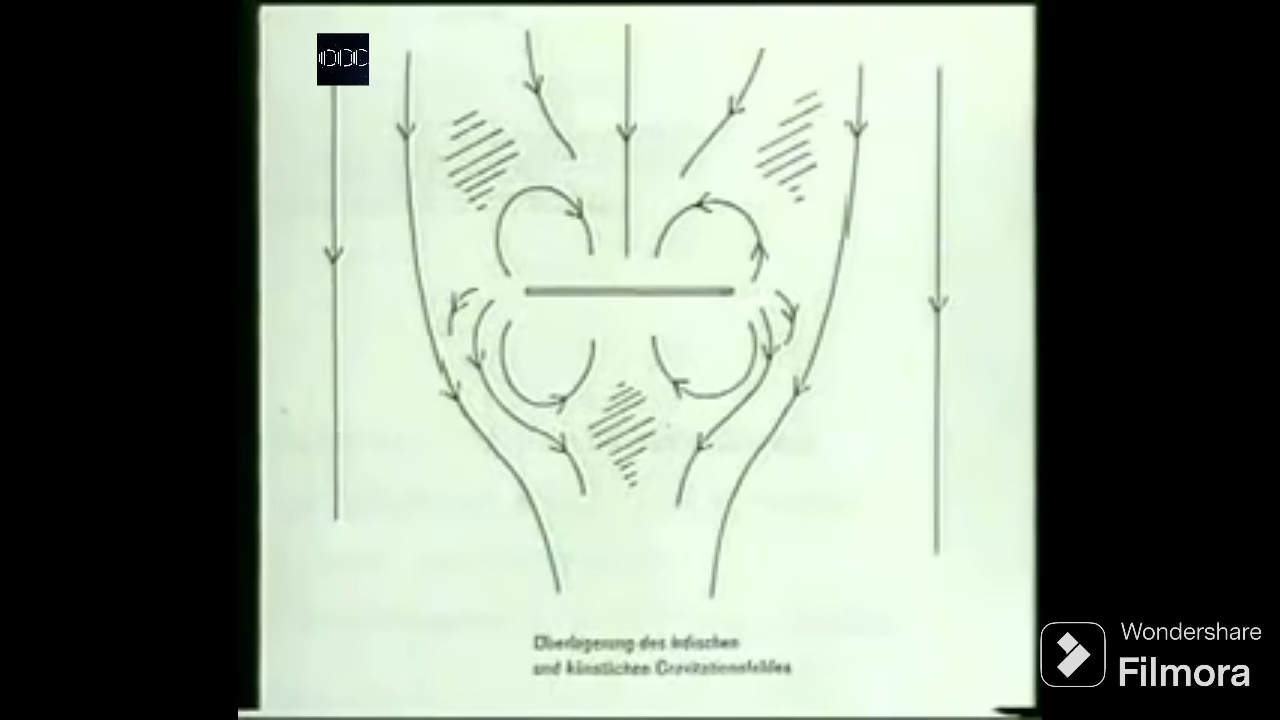 Überlagerung des irdischen
und künstlichen Gravitationsfeldes
Wondershare
Filmora